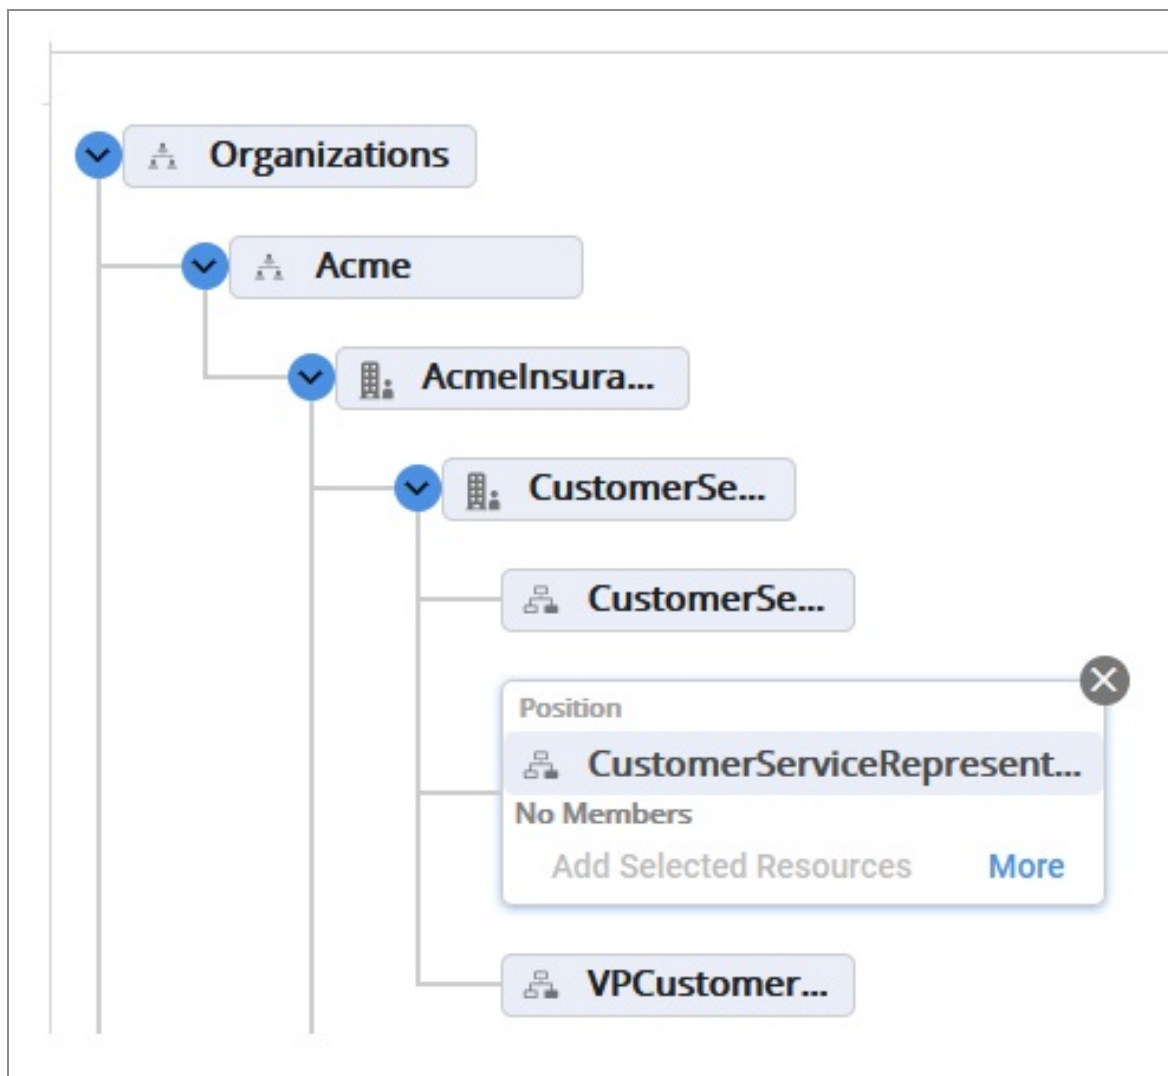 Organizations
Acme
AcmeInsura...
CustomerSe...
CustomerSe...
Position
CustomerServiceRepresent...
No Members
Add Selected Resources More
VPCustomer...